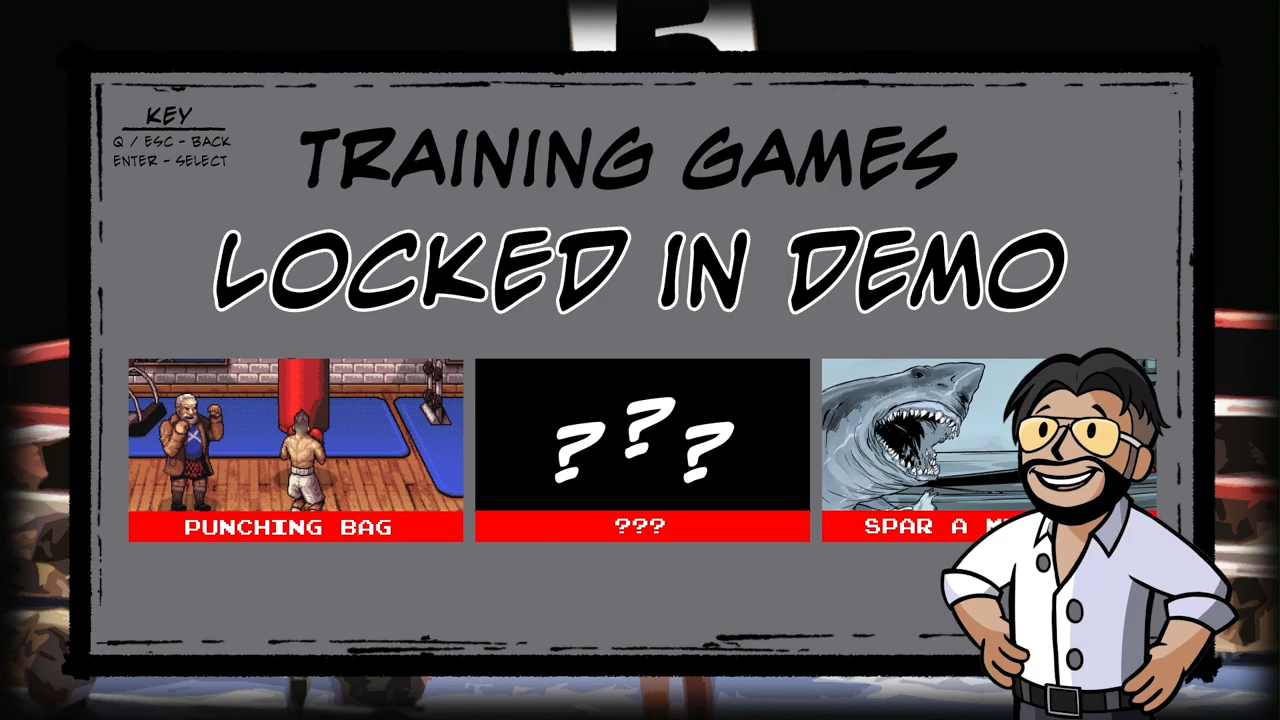 KEY
Q / ESC - BACK
ENTER - SELECT
TRAINING GAMES
LOCKED IN DEMO
? ? ?
PUNCHING BAG
???
SPAR A